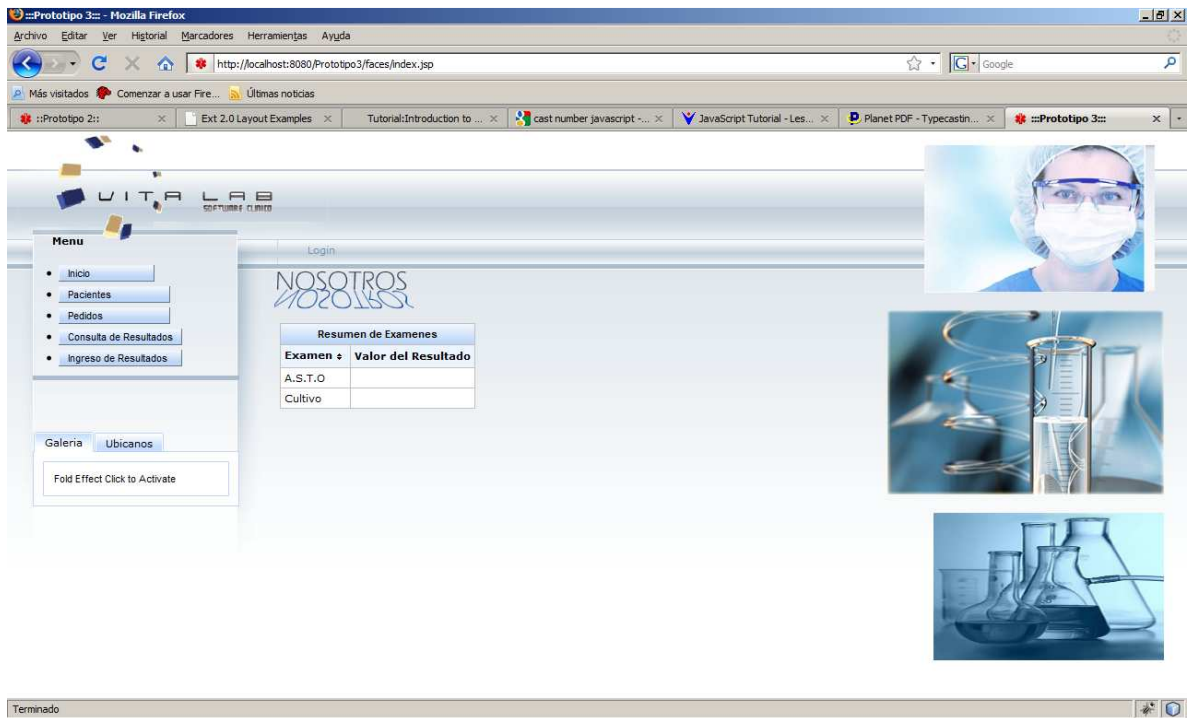 :::Prototipo 3::: - Mozilla Firefox
Archivo Editar Ver Historial Marcadores Herramientas Ayuda
http://localhost:8080/Prototipo3/faces/index.jsp
Google
Más visitados Comenzar a usar Fire... Últimas noticias
::Prototipo 2:: Ext 2.0 Layout Examples Tutorial:Introduction to ... cast number javascript -... JavaScript Tutorial - Les... Planet PDF - Typecastin... :::Prototipo 3:::
VITA LAB
SOFTWARE CLINICO
Menu
Login
Inicio
Pacientes
Pedidos
Consulta de Resultados
Ingreso de Resultados
NOSOTROS
Resumen de Examenes
Examen Valor del Resultado
A.S.T.O
Cultivo
Galeria Ubicanos
Fold Effect Click to Activate
Terminado